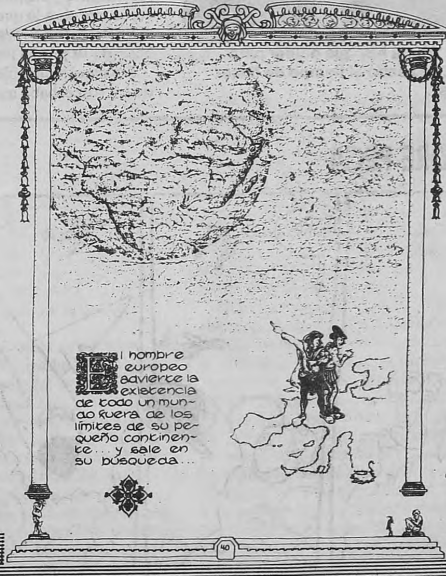 El hombre
europeo
advierte la
existencia
de todo un mun-
do fuera de los
límites de su pe-
queño continen-
te... y sale en
su búsqueda...
40